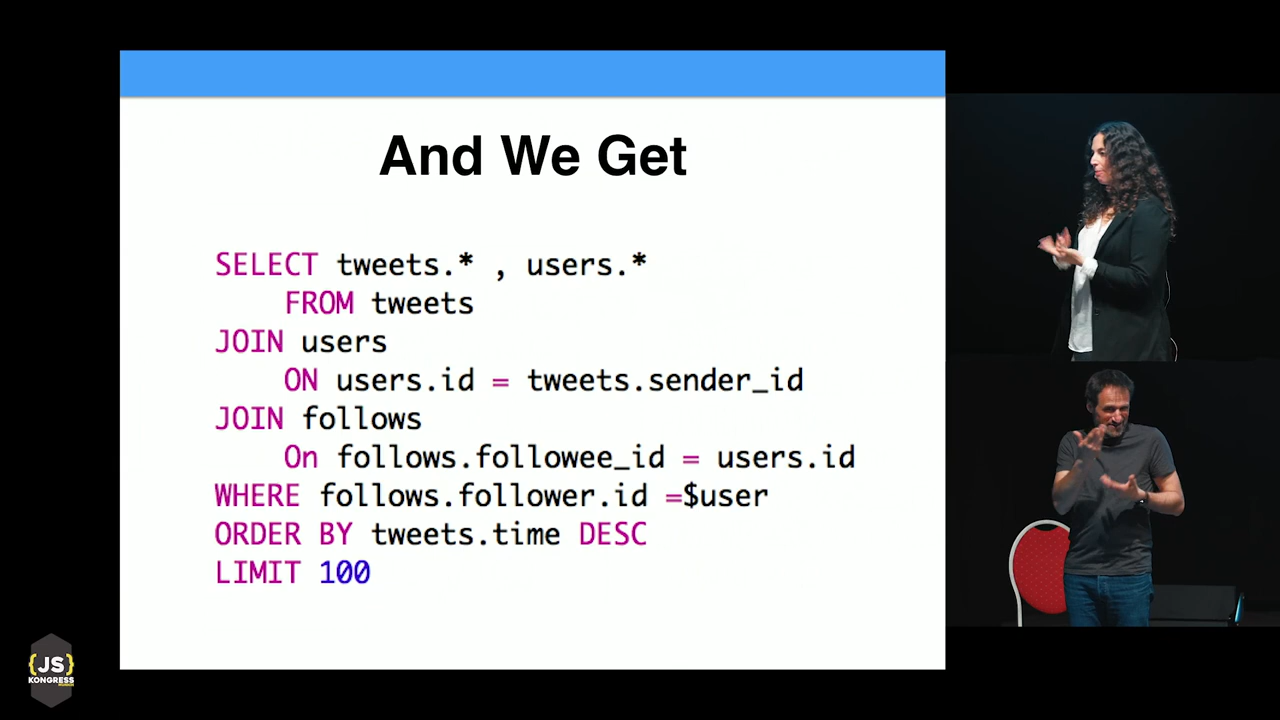 And We Get
SELECT tweets.* , users.*
FROM tweets
JOIN users
ON users.id = tweets.sender_id
JOIN follows
On follows.followee_id = users.id
WHERE follows.follower.id =$user
ORDER BY tweets.time DESC
LIMIT 100
{JS}
KONGRESS